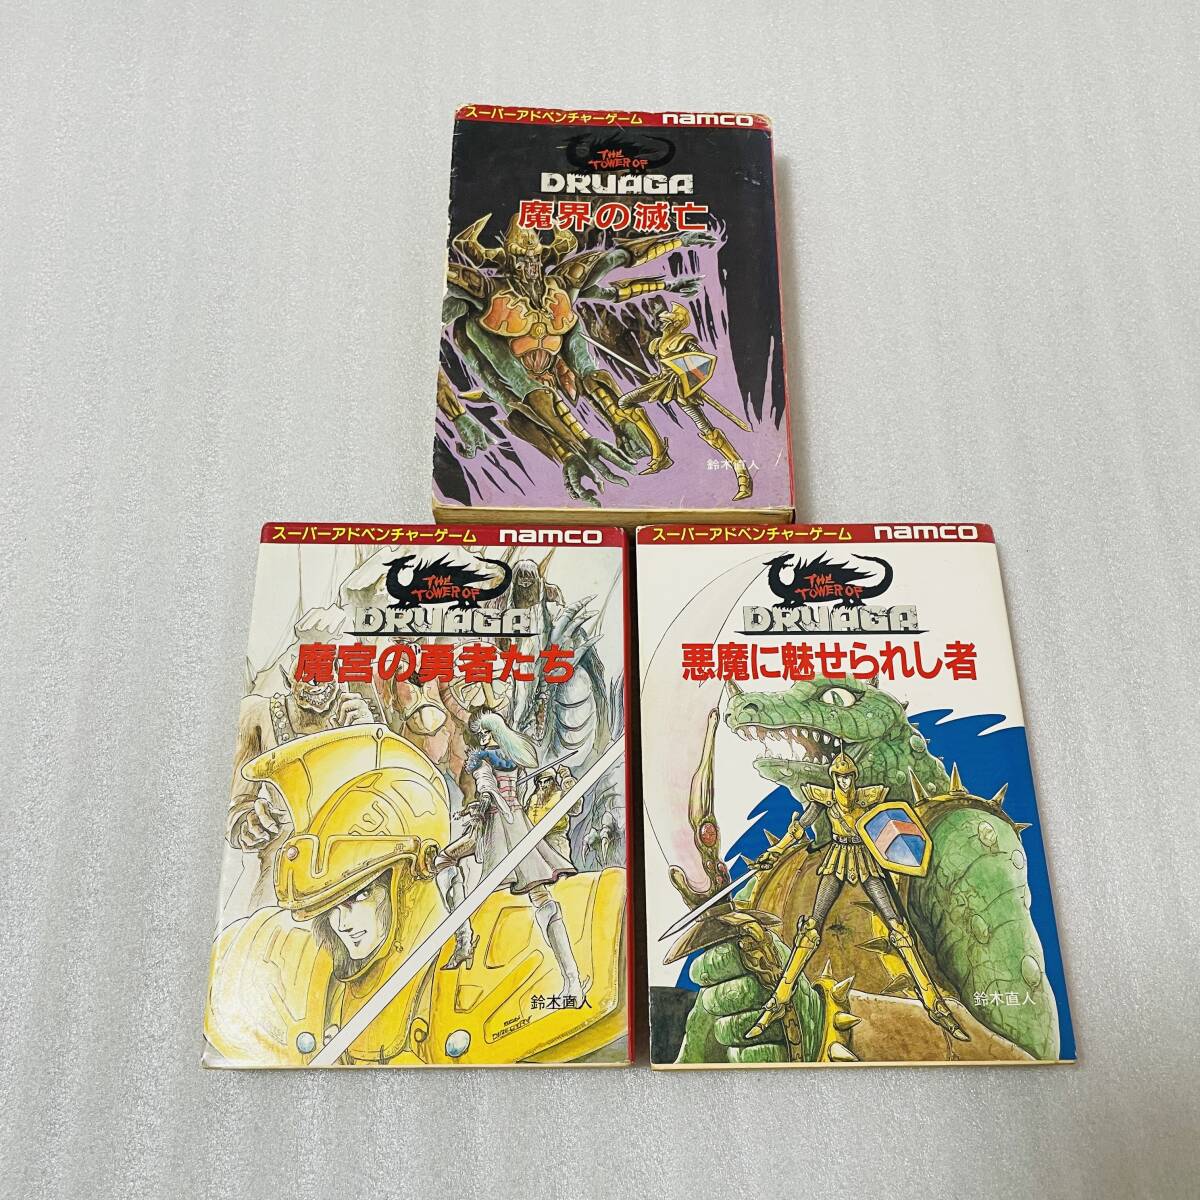 スーパーアドベンチャーゲーム namco
THE
TOWER OF
DRUAGA
魔界の滅亡
鈴木直人
スーパーアドベンチャーゲーム namco
THE
TOWER OF
DRUAGA
魔宮の勇者たち
鈴木直人
スーパーアドベンチャーゲーム namco
THE
TOWER OF
DRUAGA
悪魔に魅せられし者
鈴木直人